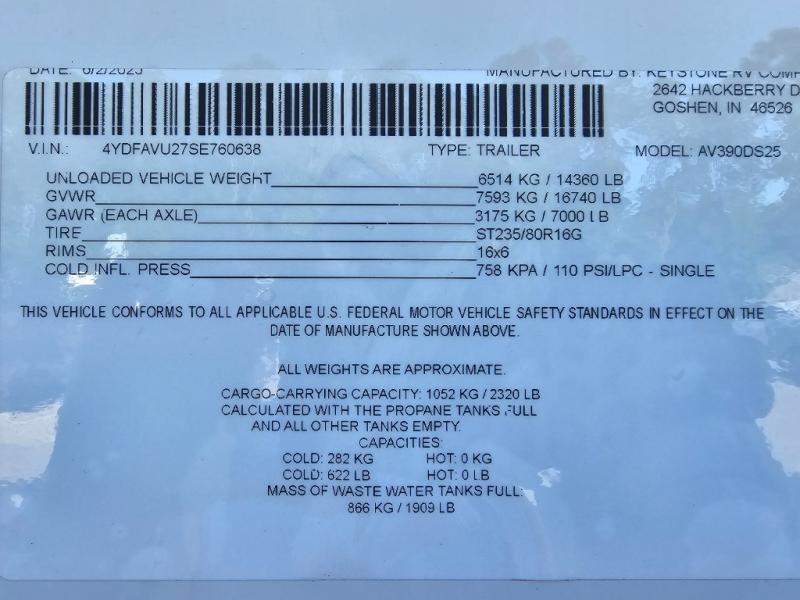 DATE: 6/2/2025 MANUFACTURED BY: KEYSTONE RV COMP
2642 HACKBERRY D
GOSHEN, IN 46526
V.I.N.: 4YDFAVU27SE760638 TYPE: TRAILER MODEL: AV390DS25
UNLOADED VEHICLE WEIGHT 6514 KG / 14360 LB
GVWR 7593 KG / 16740 LB
GAWR (EACH AXLE) 3175 KG / 7000 LB
TIRE ST235/80R16G
RIMS 16x6
COLD INFL. PRESS 758 KPA / 110 PSI/LPC - SINGLE
THIS VEHICLE CONFORMS TO ALL APPLICABLE U.S. FEDERAL MOTOR VEHICLE SAFETY STANDARDS IN EFFECT ON THE
DATE OF MANUFACTURE SHOWN ABOVE.
ALL WEIGHTS ARE APPROXIMATE.
CARGO-CARRYING CAPACITY: 1052 KG / 2320 LB
CALCULATED WITH THE PROPANE TANKS FULL
AND ALL OTHER TANKS EMPTY.
CAPACITIES:
COLD: 282 KG HOT: 0 KG
COLD: 622 LB HOT: 0 LB
MASS OF WASTE WATER TANKS FULL:
866 KG / 1909 LB